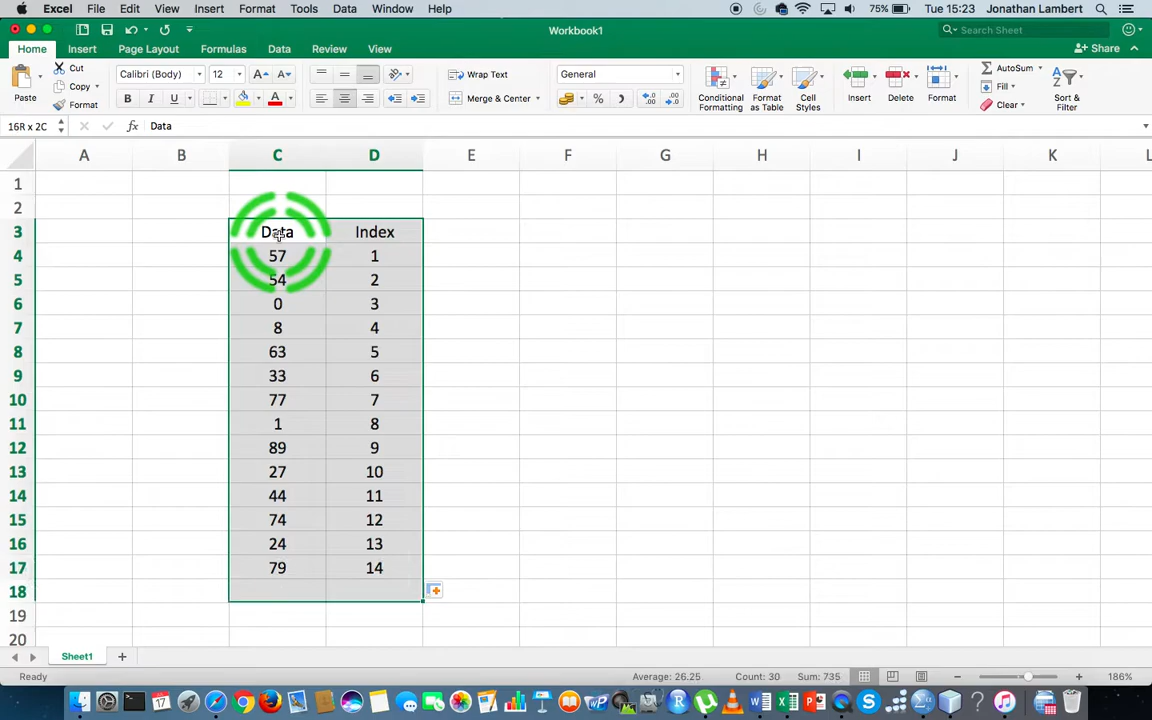 Excel File Edit View Insert Format Tools Data Window Help 75% Tue 15:23 Jonathan Lambert
Workbook1 Search Sheet
Home Insert Page Layout Formulas Data Review View Share
Paste Cut Copy Format Calibri (Body) 12 A A Wrap Text General Conditional Formatting Format as Table Cell Styles Insert Delete Format AutoSum Fill Clear Sort & Filter
B I U A Merge & Center %
16R x 2C fx Data
A B C D E F G H I J K L
1
2
3 Data Index
4 57 1
5 54 2
6 0 3
7 8 4
8 63 5
9 33 6
10 77 7
11 1 8
12 89 9
13 27 10
14 44 11
15 74 12
16 24 13
17 79 14
18
19
20
Sheet1
Ready Average: 26.25 Count: 30 Sum: 735 186%